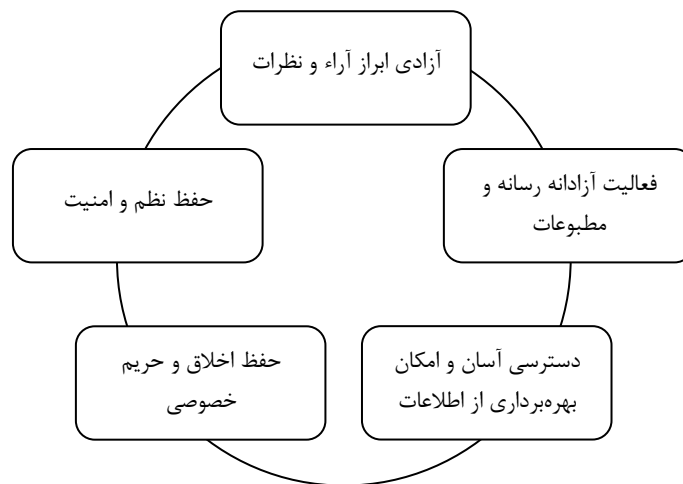 آزادی ابراز آراء و نظرات
فعالیت آزادانه رسانه و
مطبوعات
دسترسی آسان و امکان
بهره‌برداری از اطلاعات
حفظ اخلاق و حریم
خصوصی
حفظ نظم و امنیت